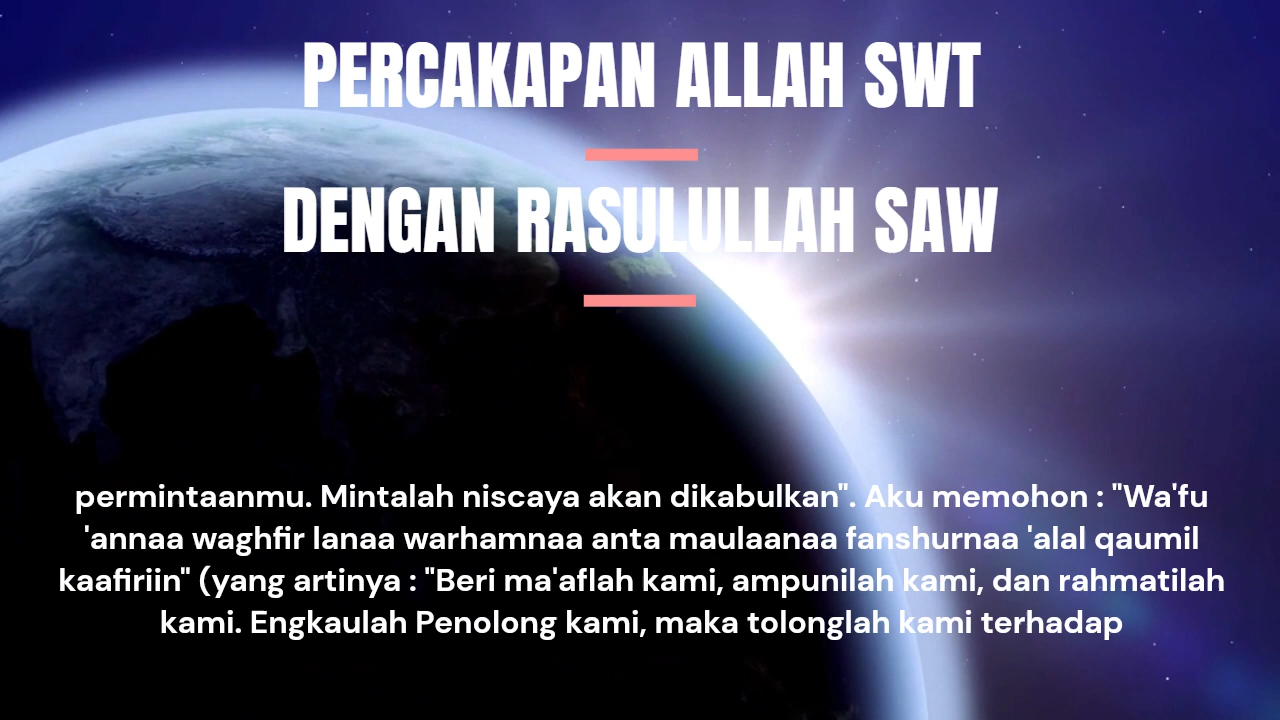 PERCAKAPAN ALLAH SWT
DENGAN RASULULLAH SAW
permintaanmu. Mintalah niscaya akan dikabulkan". Aku memohon : "Wa'fu
'annaa waghfir lanaa warhamnaa anta maulaanaa fanshurnaa 'alal qaumil
kaafiriin" (yang artinya : "Beri ma'aflah kami, ampunilah kami, dan rahmatilah
kami. Engkaulah Penolong kami, maka tolonglah kami terhadap